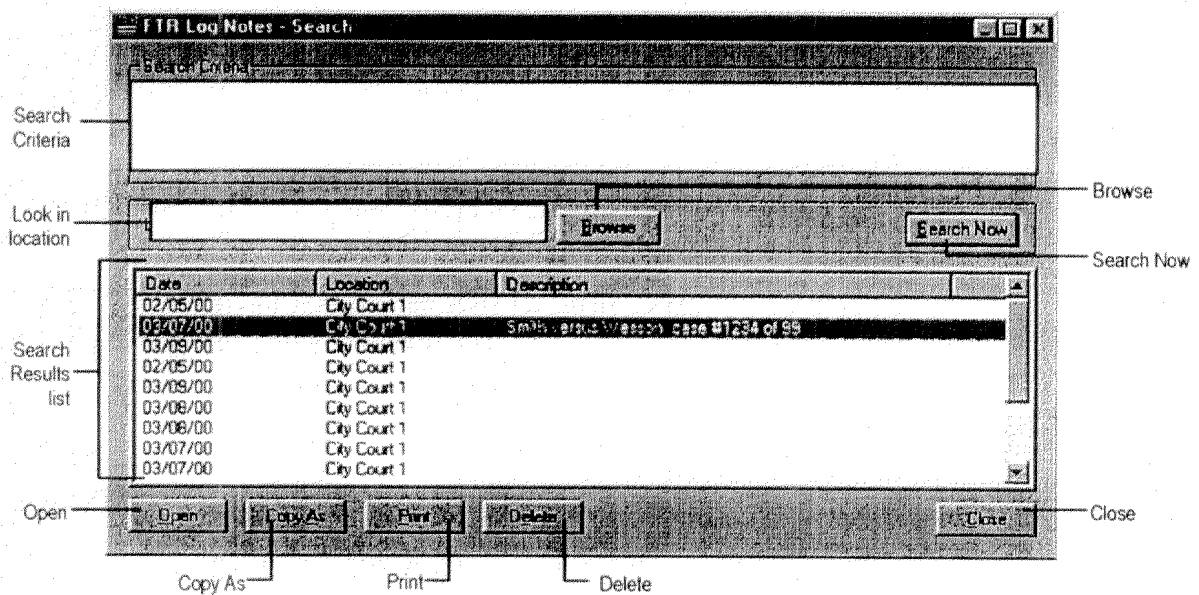 FTR Log Notes - Search
Search Criteria
Search
Criteria
Browse
Look in
location
Browse
Search Now
Search Now
Date Location Description
02/05/00 City Court 1
03/07/00 City Court 1 Smith versus Wesson case #1234 of 99
03/09/00 City Court 1
02/05/00 City Court 1
03/09/00 City Court 1
03/08/00 City Court 1
03/08/00 City Court 1
03/07/00 City Court 1
03/07/00 City Court 1
Search
Results
list
Open
Open Copy As Print Delete Close
Close
Copy As Print Delete